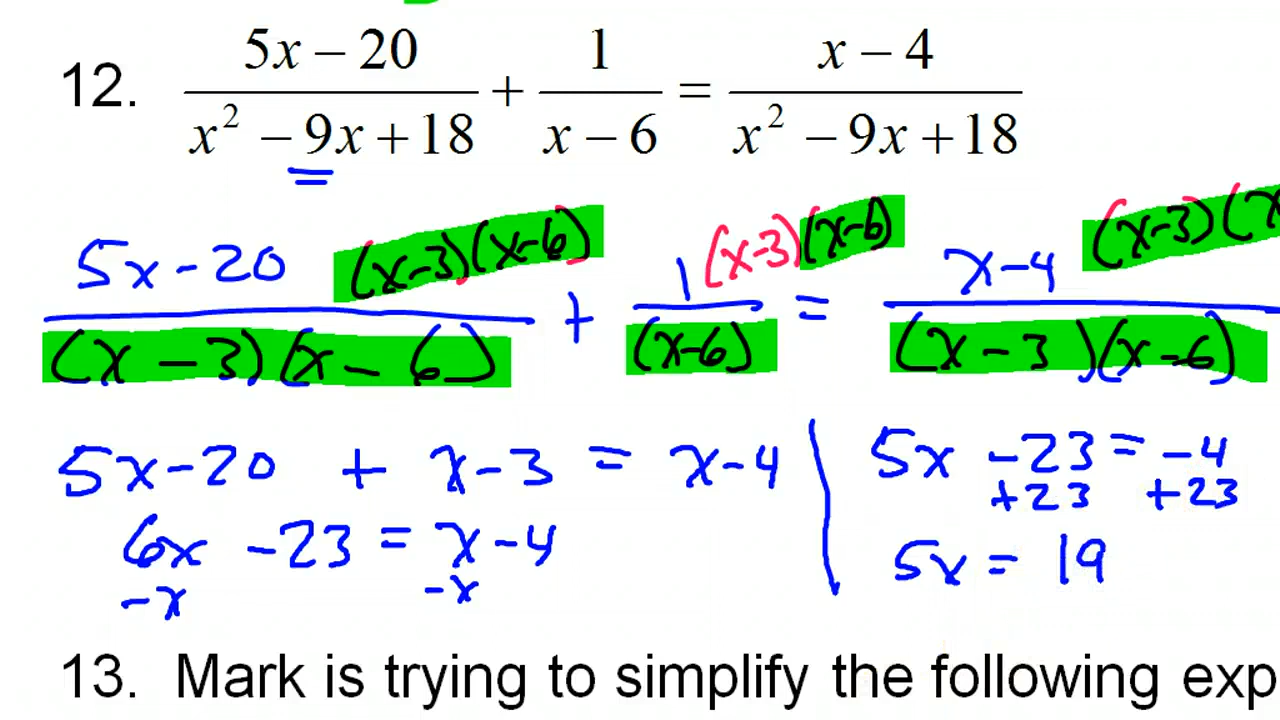 12. (5x – 20)/(x² – 9x + 18) + 1/(x – 6) = (x – 4)/(x² – 9x + 18)
5x - 20 (x-3)(x-6) / (x - 3)(x - 6) + 1 (x-3)(x-6) / (x-6) = x-4 (x-3)(x / (x - 3)(x - 6)
5x - 20 + x - 3 = x - 4
6x - 23 = x - 4
-x -x
5x - 23 = -4
+23 +23
5x = 19
13. Mark is trying to simplify the following exp